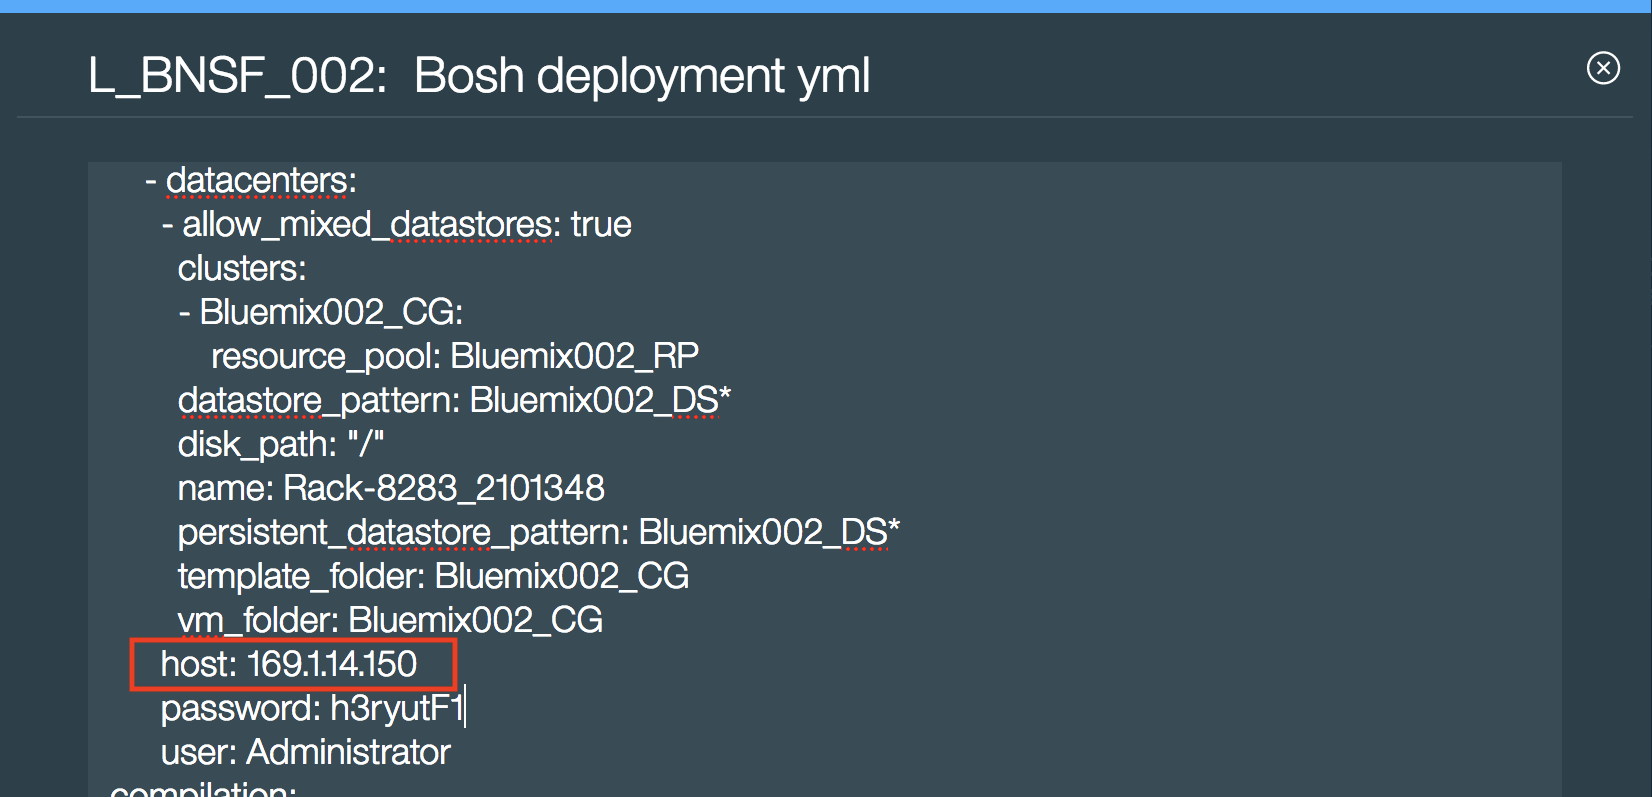 L_BNSF_002: Bosh deployment yml
- datacenters:
- allow_mixed_datastores: true
clusters:
- Bluemix002_CG:
resource_pool: Bluemix002_RP
datastore_pattern: Bluemix002_DS*
disk_path: "/"
name: Rack-8283_2101348
persistent_datastore_pattern: Bluemix002_DS*
template_folder: Bluemix002_CG
vm_folder: Bluemix002_CG
host: 169.1.14.150
password: h3ryutF1
user: Administrator
compilation: